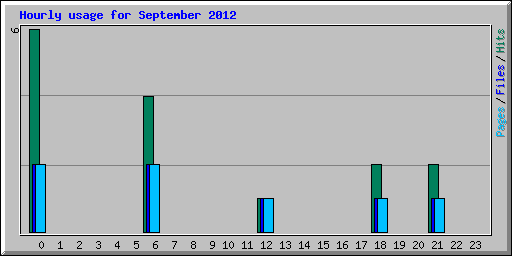 Hourly usage for September 2012
6
Pages/Files/Hits
0 1 2 3 4 5 6 7 8 9 10 11 12 13 14 15 16 17 18 19 20 21 22 23